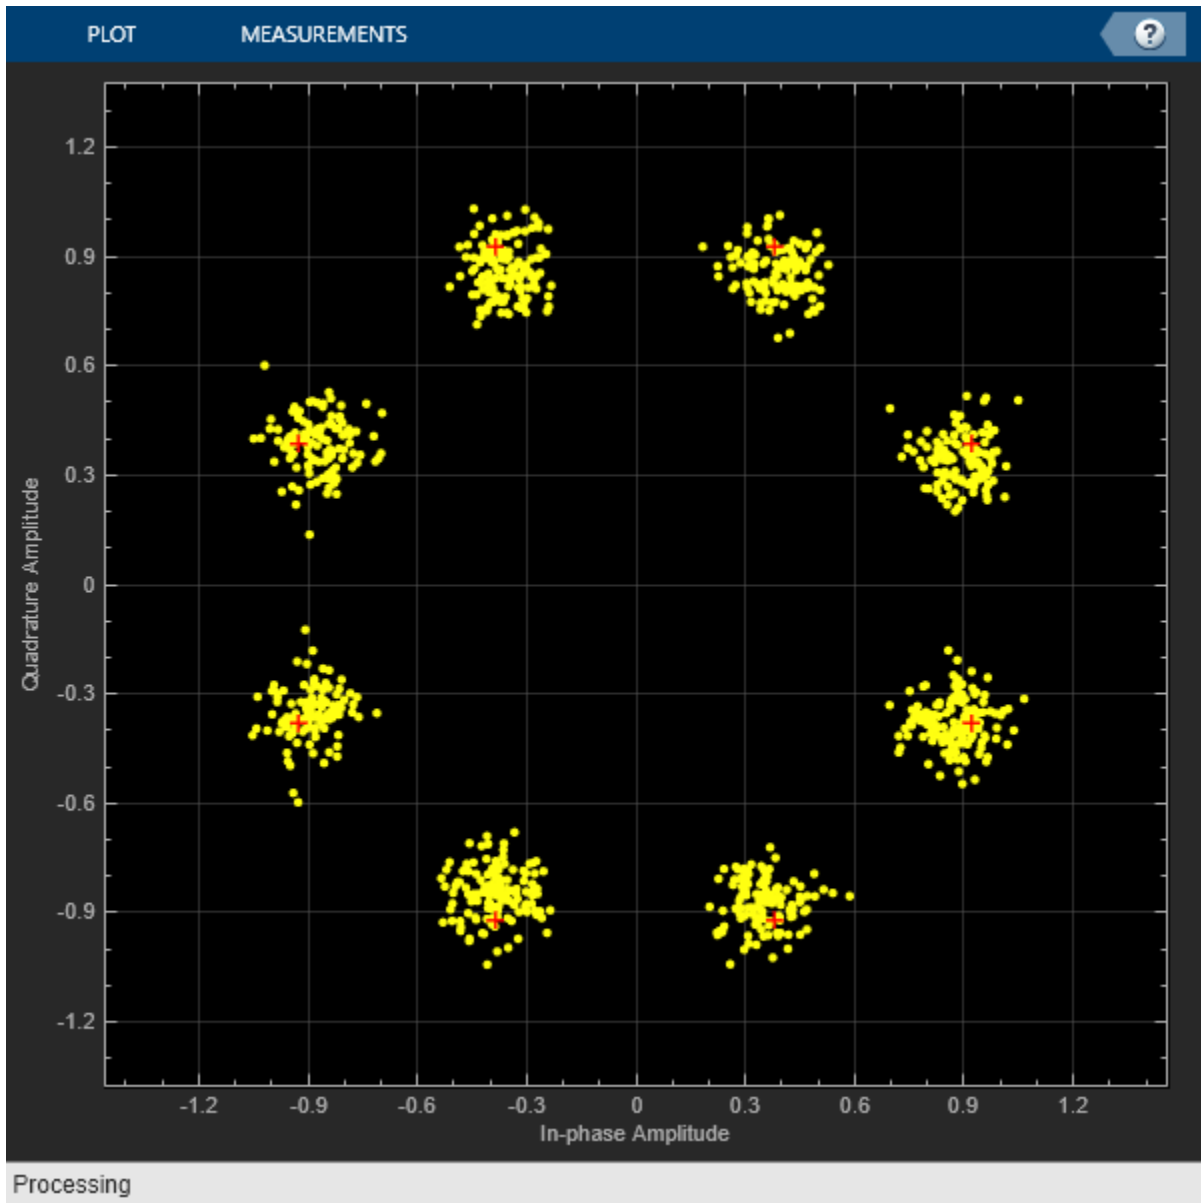 PLOT MEASUREMENTS ?
1.2
0.9
0.6
0.3
0
-0.3
-0.6
-0.9
-1.2
Quadrature Amplitude
-1.2 -0.9 -0.6 -0.3 0 0.3 0.6 0.9 1.2
In-phase Amplitude
Processing